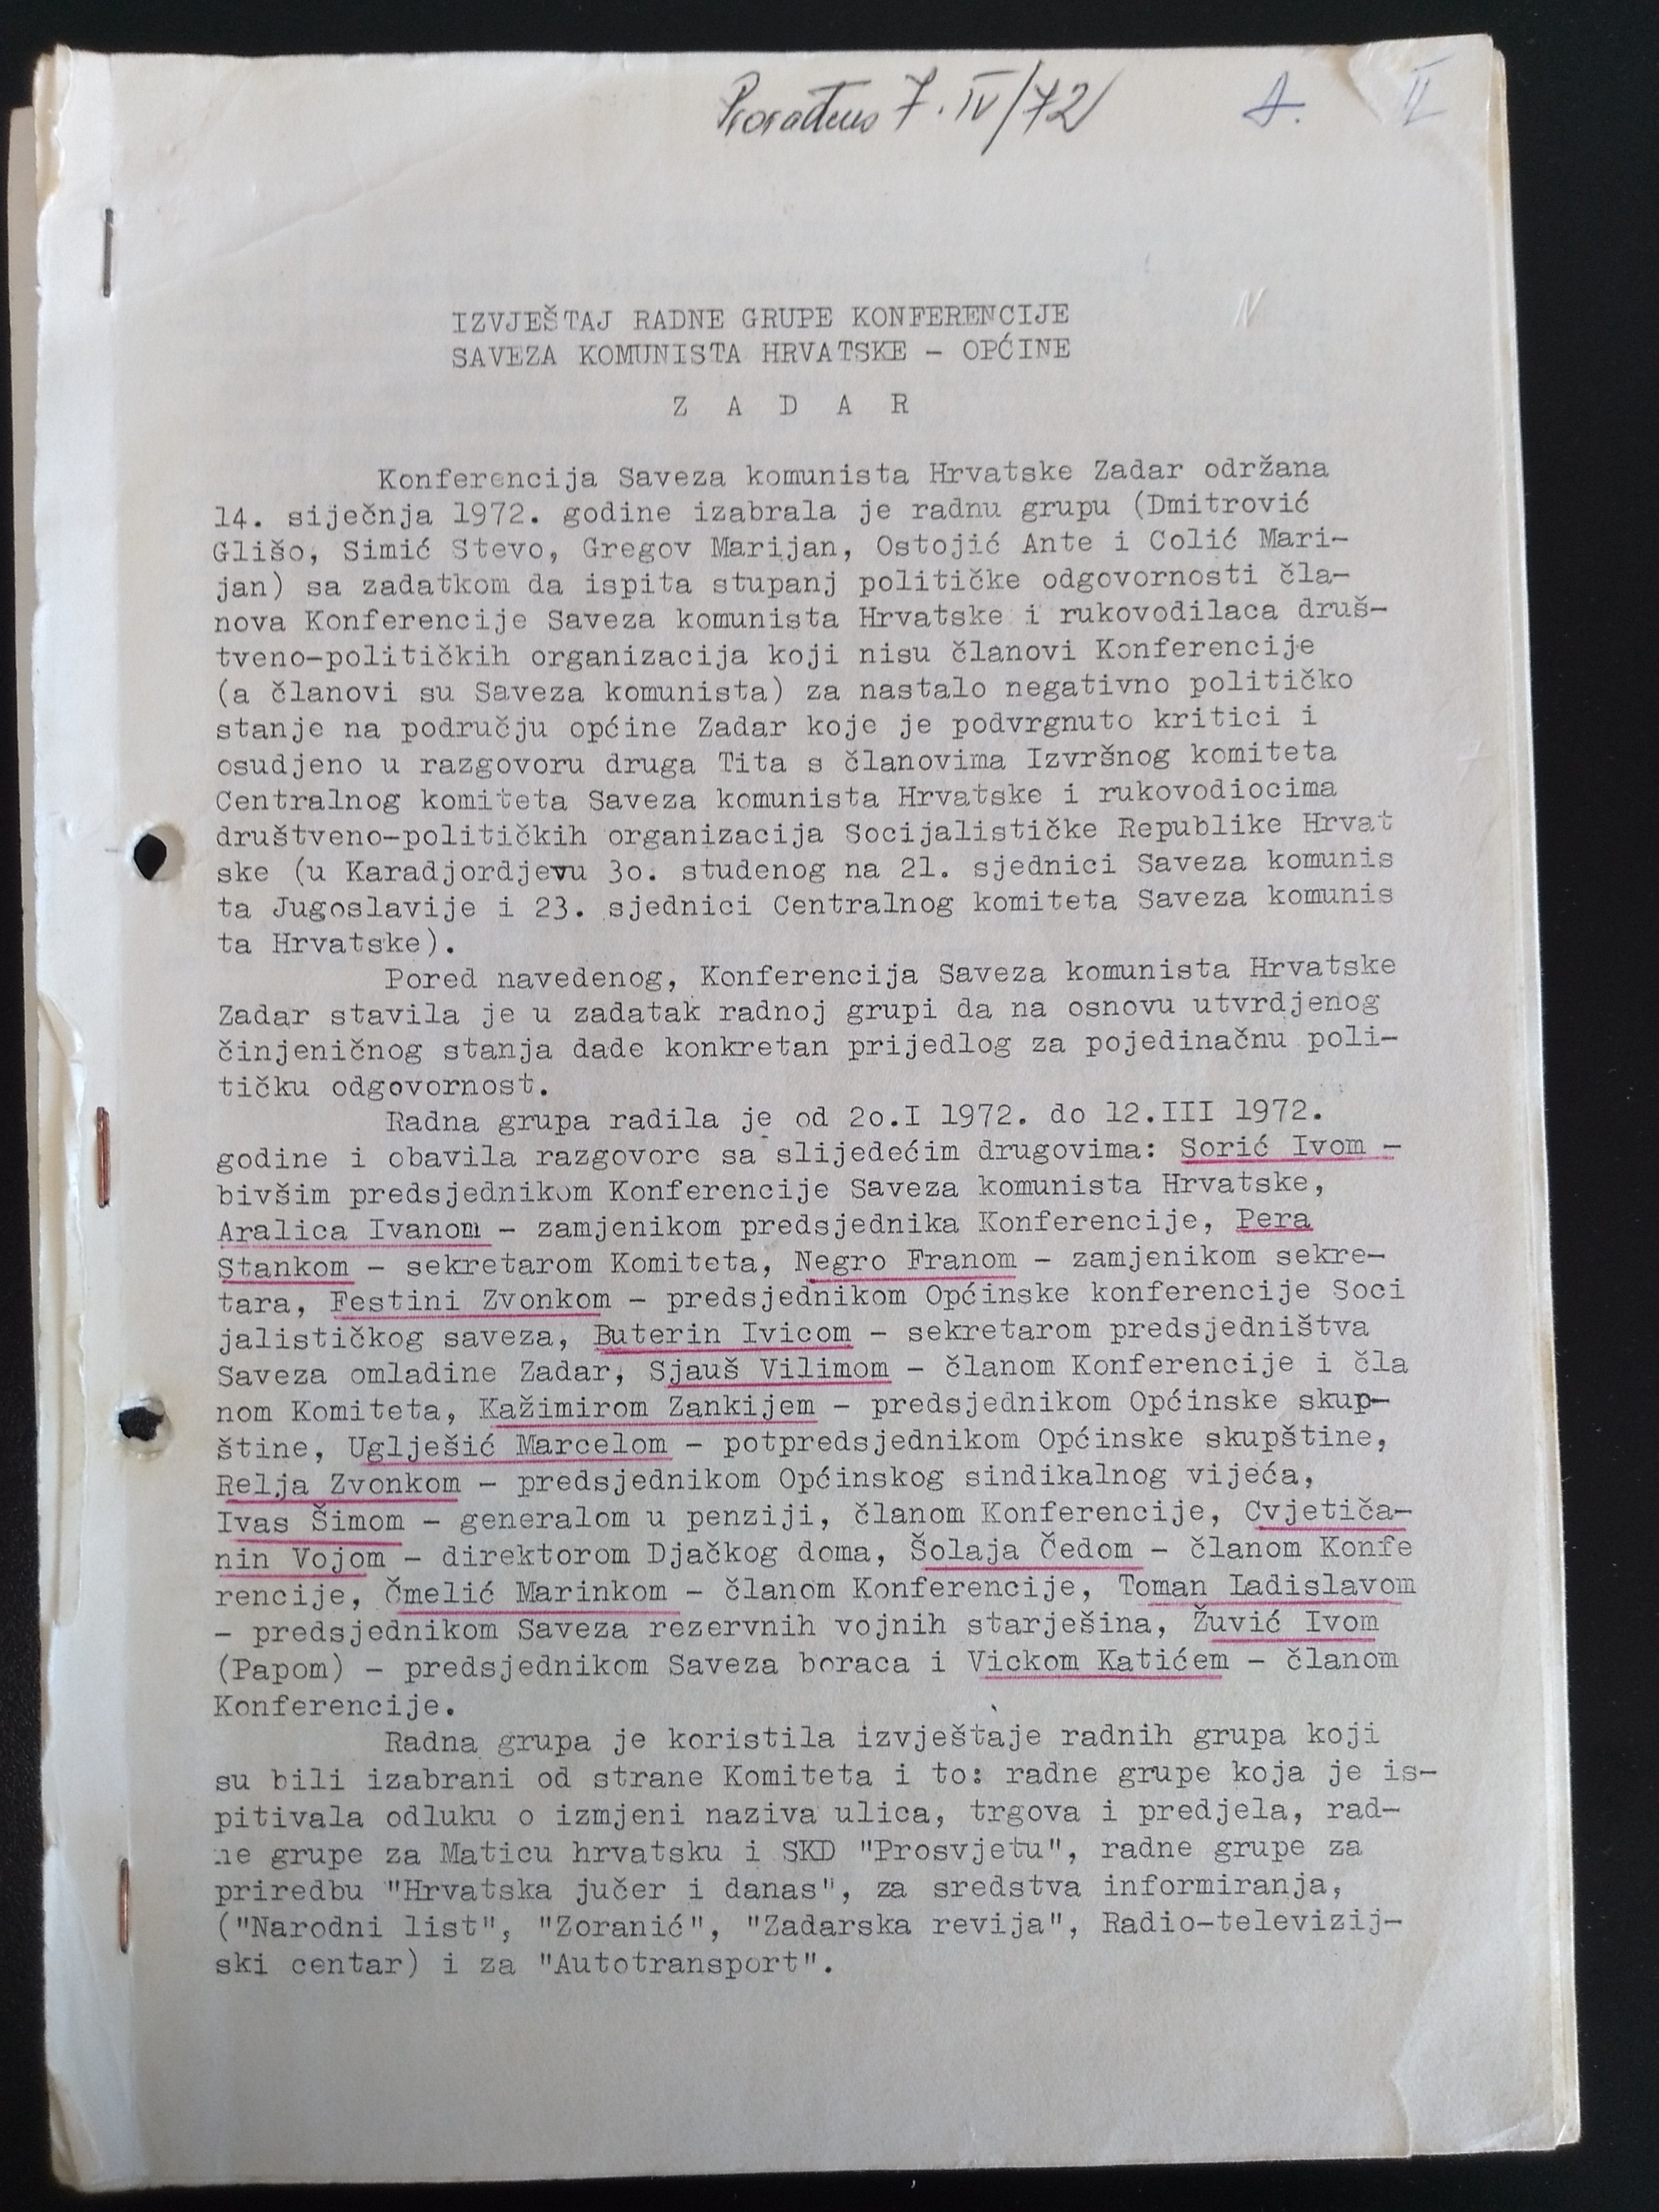 Prorađeno 7. IV/72
A. II
IZVJEŠTAJ RADNE GRUPE KONFERENCIJE
SAVEZA KOMUNISTA HRVATSKE - OPĆINE
Z A D A R
Konferencija Saveza komunista Hrvatske Zadar održana
14. siječnja 1972. godine izabrala je radnu grupu (Dmitrović
Glišo, Simić Stevo, Gregov Marijan, Ostojić Ante i Colić Mari-
jan) sa zadatkom da ispita stupanj političke odgovornosti čla-
nova Konferencije Saveza komunista Hrvatske i rukovodilaca druš-
tveno-političkih organizacija koji nisu članovi Konferencije
(a članovi su Saveza komunista) za nastalo negativno političko
stanje na području općine Zadar koje je podvrgnuto kritici i
osudjeno u razgovoru druga Tita s članovima Izvršnog komiteta
Centralnog komiteta Saveza komunista Hrvatske i rukovodiocima
društveno-političkih organizacija Socijalističke Republike Hrvat
ske (u Karadjordjevu 3o. studenog na 21. sjednici Saveza komunis
ta Jugoslavije i 23. sjednici Centralnog komiteta Saveza komunis
ta Hrvatske).
Pored navedenog, Konferencija Saveza komunista Hrvatske
Zadar stavila je u zadatak radnoj grupi da na osnovu utvrdjenog
činjeničnog stanja dade konkretan prijedlog za pojedinačnu poli-
tičku odgovornost.
Radna grupa radila je od 2o.I 1972. do 12.III 1972.
godine i obavila razgovore sa slijedećim drugovima: Sorić Ivom -
bivšim predsjednikom Konferencije Saveza komunista Hrvatske,
Aralica Ivanom - zamjenikom predsjednika Konferencije, Pera
Stankom - sekretarom Komiteta, Negro Franom - zamjenikom sekre-
tara, Festini Zvonkom - predsjednikom Općinske konferencije Soci
jalističkog saveza, Buterin Ivicom - sekretarom predsjedništva
Saveza omladine Zadar, Sjauš Vilimom - članom Konferencije i čla
nom Komiteta, Kažimirom Zankijem - predsjednikom Općinske skup-
štine, Uglješić Marcelom - potpredsjednikom Općinske skupštine,
Relja Zvonkom - predsjednikom Općinskog sindikalnog vijeća,
Ivas Šimom - generalom u penziji, članom Konferencije, Cvjetiča-
nin Vojom - direktorom Djačkog doma, Šolaja Čedom - članom Konfe
rencije, Čmelić Marinkom - članom Konferencije, Toman Ladislavom
- predsjednikom Saveza rezervnih vojnih starješina, Žuvić Ivom
(Papom) - predsjednikom Saveza boraca i Vickom Katićem - članom
Konferencije.
Radna grupa je koristila izvještaje radnih grupa koji
su bili izabrani od strane Komiteta i to: radne grupe koja je is-
pitivala odluku o izmjeni naziva ulica, trgova i predjela, rad-
ne grupe za Maticu hrvatsku i SKD "Prosvjetu", radne grupe za
priredbu "Hrvatska jučer i danas", za sredstva informiranja,
("Narodni list", "Zoranić", "Zadarska revija", Radio-televizij-
ski centar) i za "Autotransport".